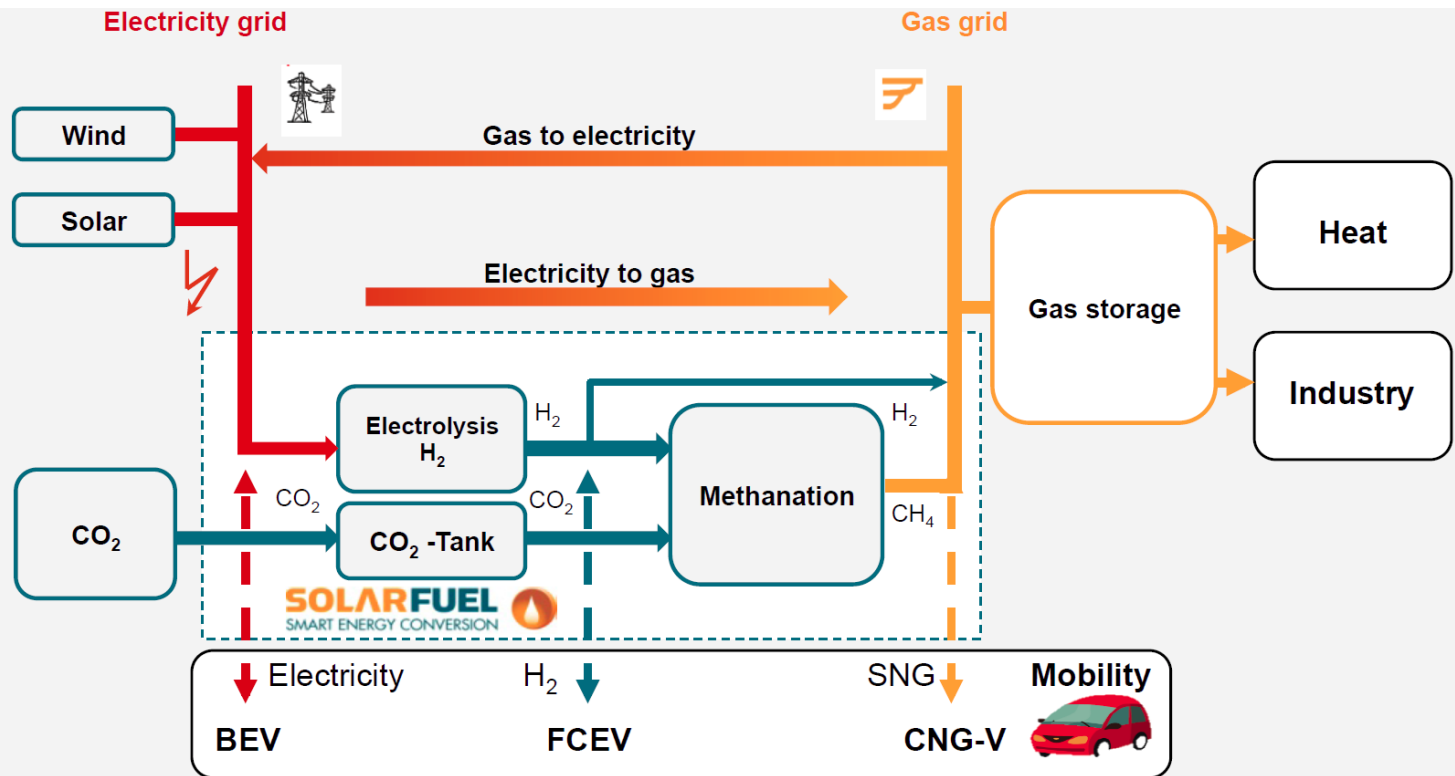 Electricity grid
Gas grid
Wind
Gas to electricity
Solar
Electricity to gas
Heat
Gas storage
Industry
Electrolysis
H₂
H₂
H₂
CO₂
CO₂
CO₂
CO₂ -Tank
Methanation
CH₄
SOLARFUEL
SMART ENERGY CONVERSION
Electricity
H₂
SNG
Mobility
BEV
FCEV
CNG-V